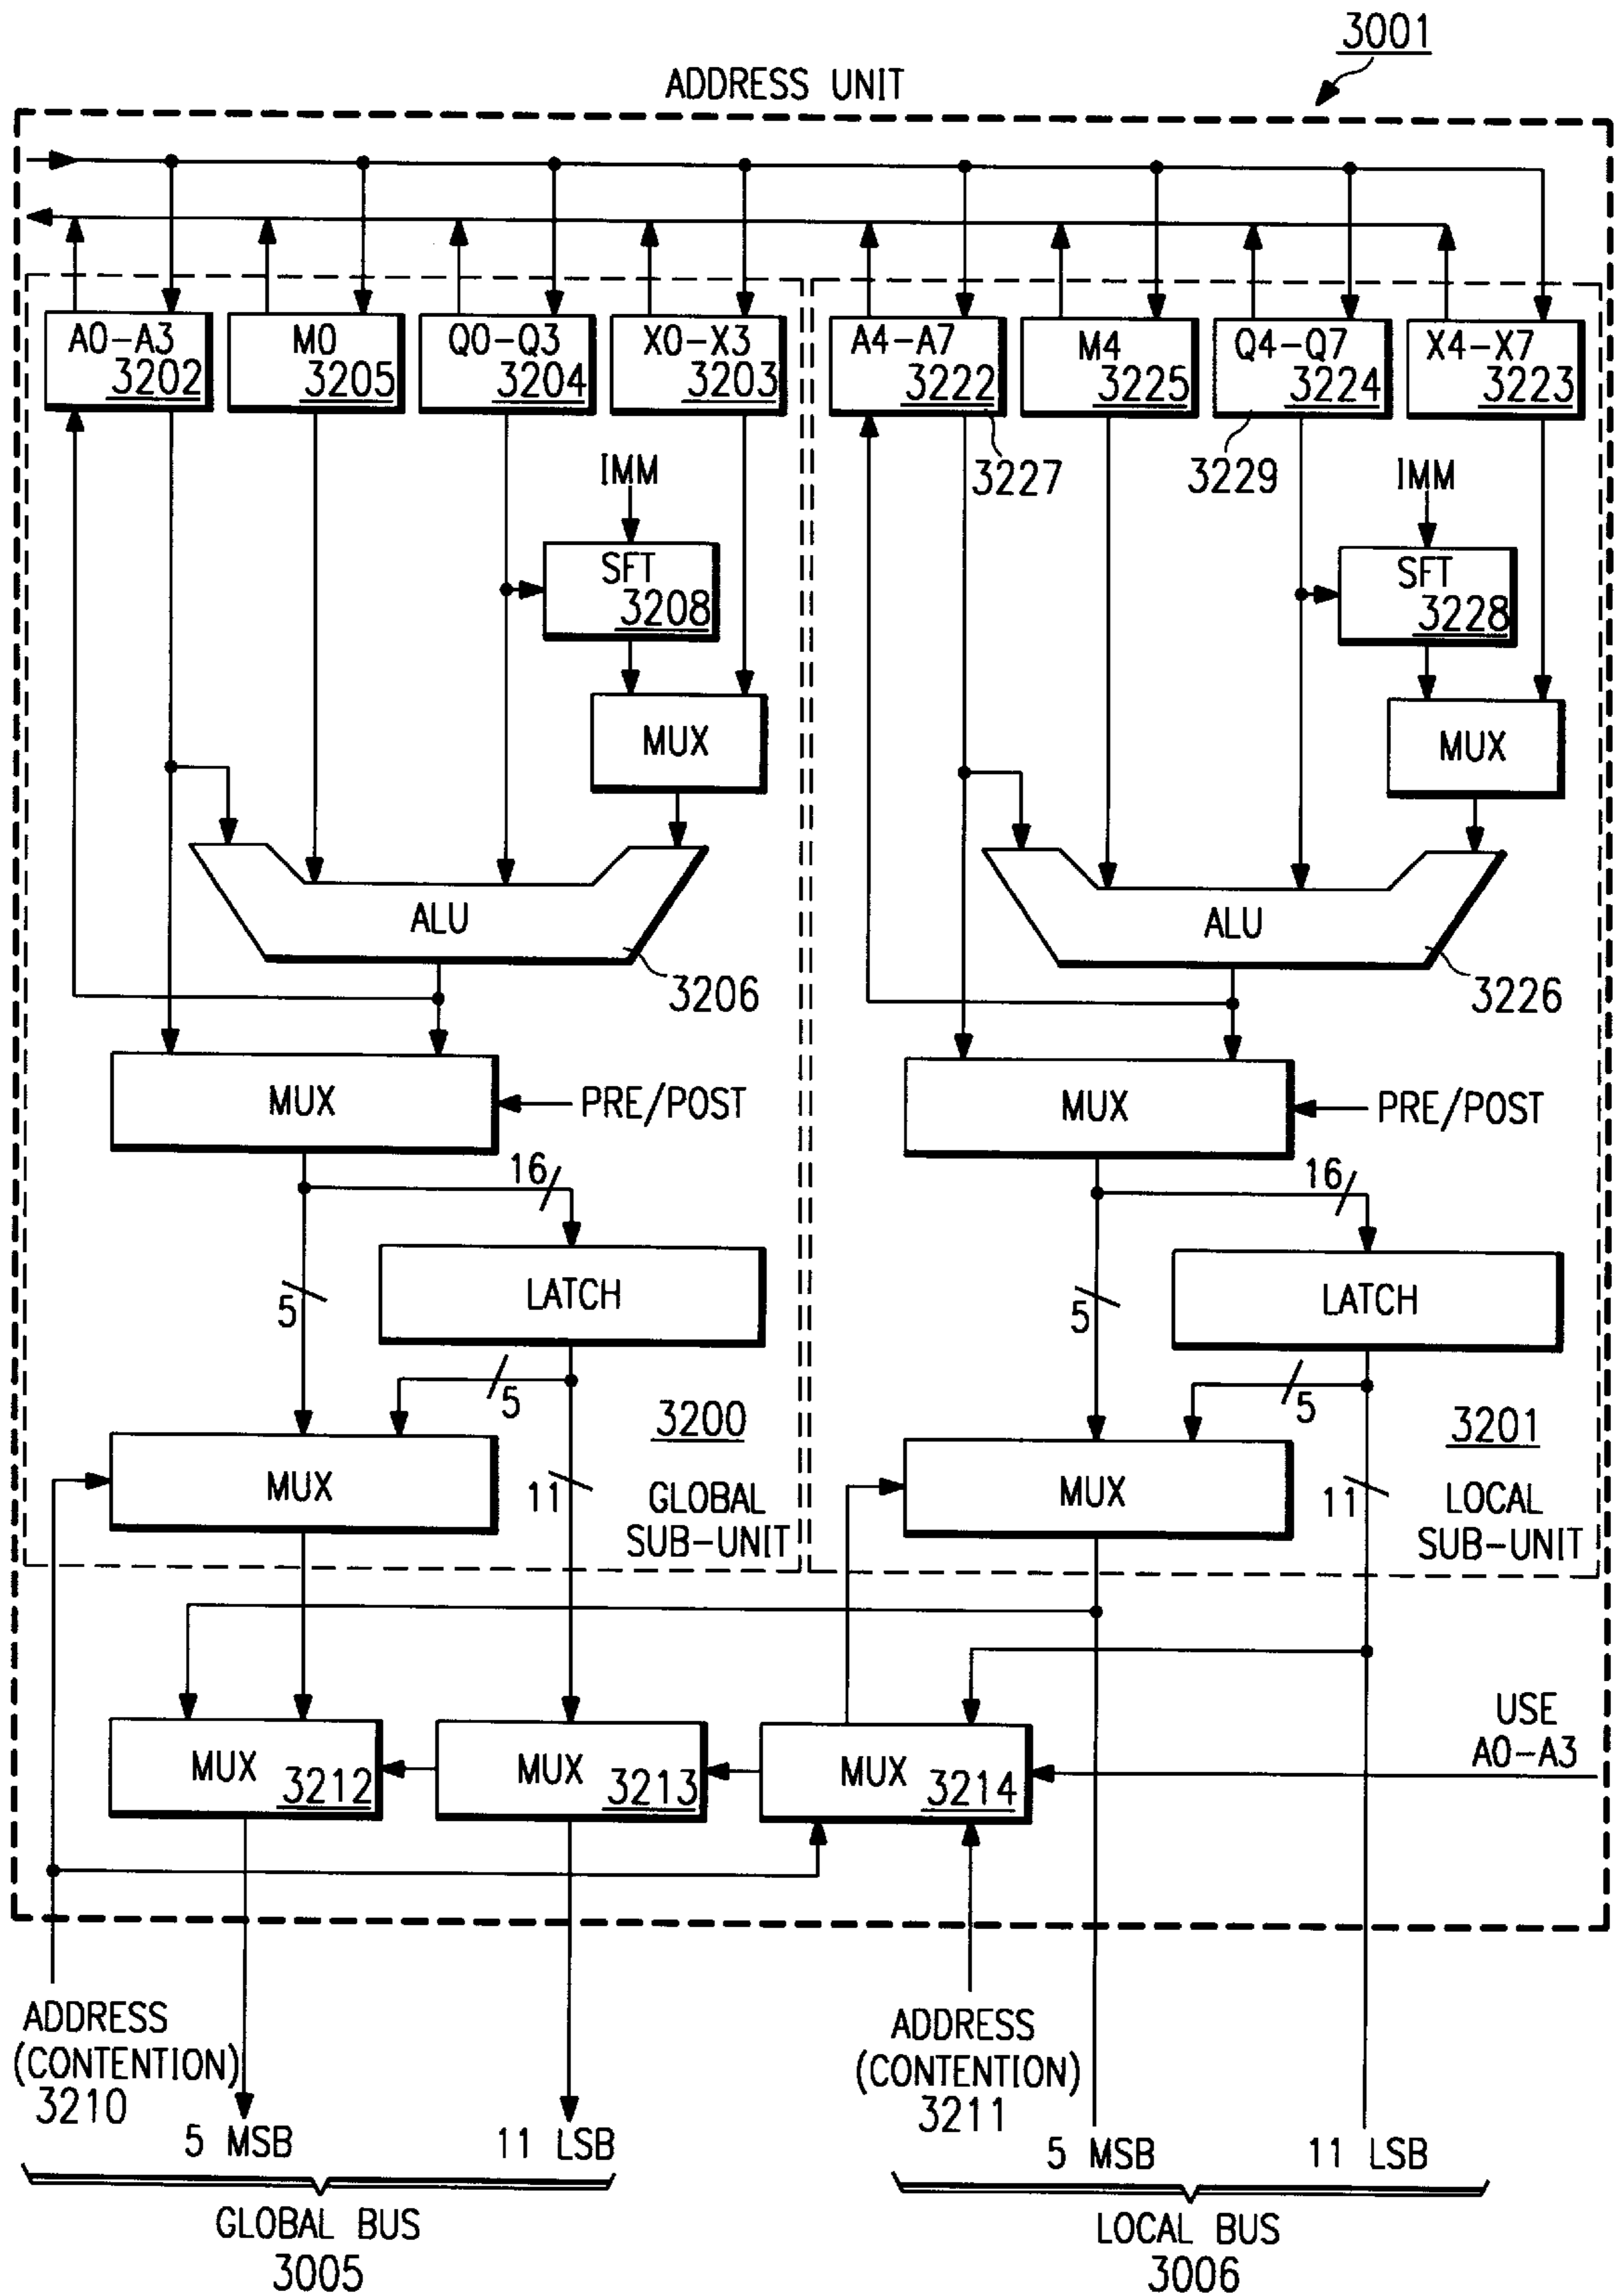 3001
ADDRESS UNIT
A0-A3
3202
M0
3205
Q0-Q3
3204
X0-X3
3203
A4-A7
3222
M4
3225
Q4-Q7
3224
X4-X7
3223
3227
3229
IMM
SFT
3208
IMM
SFT
3228
MUX
MUX
ALU
3206
ALU
3226
MUX
PRE/POST
MUX
PRE/POST
16
16
5
LATCH
5
LATCH
5
5
3200
3201
MUX
11
GLOBAL
SUB-UNIT
MUX
11
LOCAL
SUB-UNIT
USE
A0-A3
MUX
3212
MUX
3213
MUX
3214
ADDRESS
(CONTENTION)
3210
ADDRESS
(CONTENTION)
3211
5 MSB
11 LSB
5 MSB
11 LSB
GLOBAL BUS
3005
LOCAL BUS
3006